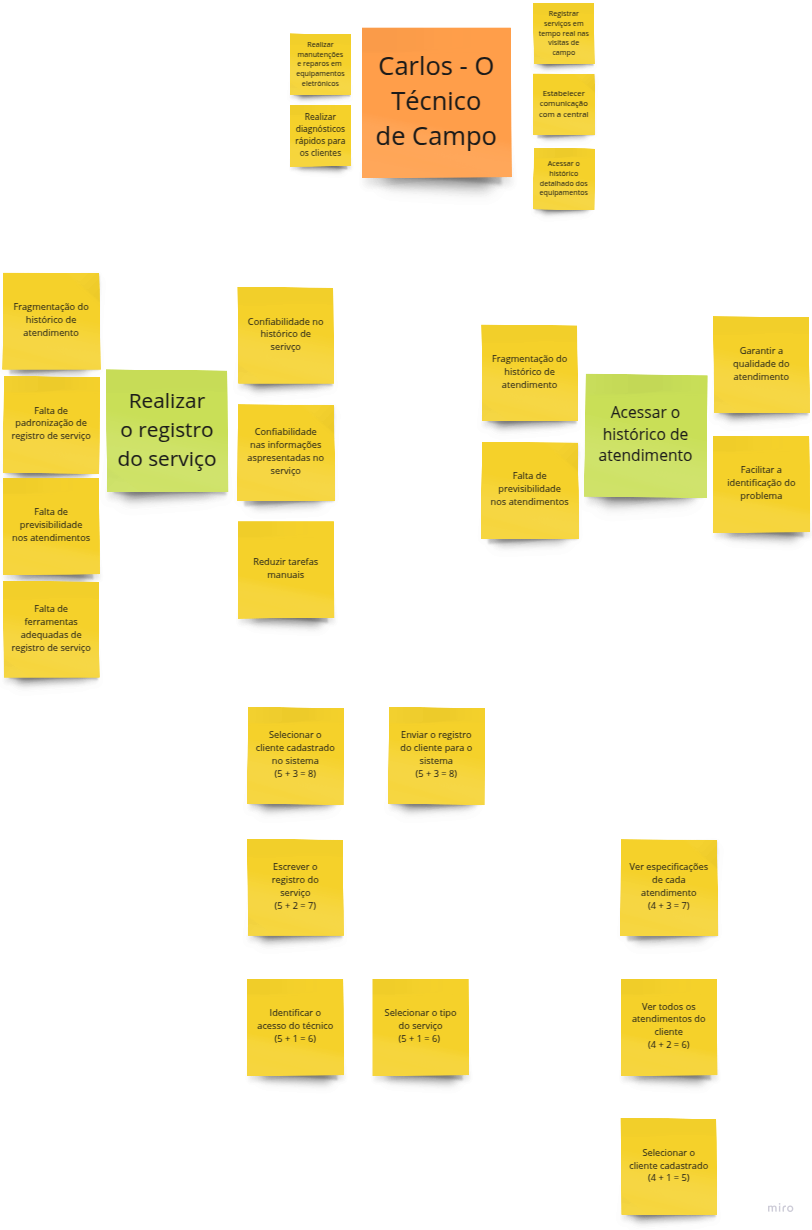 Realizar
manutenções
e reparos em
equipamentos
eletrônicos
Realizar
diagnósticos
rápidos para
os clientes
Carlos - O
Técnico
de Campo
Registrar
serviços em
tempo real nas
visitas de
campo
Estabelecer
comunicação
com a central
Acessar o
histórico
detalhado dos
equipamentos
Fragmentação do
histórico de
atendimento
Falta de
padronização de
registro de serviço
Falta de
previsibilidade
nos atendimentos
Falta de
ferramentas
adequadas de
registro de serviço
Realizar
o registro
do serviço
Confiabilidade no
histórico de
serivço
Confiabilidade
nas informações
aspresentadas no
serviço
Reduzir tarefas
manuais
Fragmentação do
histórico de
atendimento
Falta de
previsibilidade
nos atendimentos
Acessar o
histórico de
atendimento
Garantir a
qualidade do
atendimento
Facilitar a
identificação do
problema
Selecionar o
cliente cadastrado
no sistema
(5 + 3 = 8)
Enviar o registro
do cliente para o
sistema
(5 + 3 = 8)
Escrever o
registro do
serviço
(5 + 2 = 7)
Ver especificações
de cada
atendimento
(4 + 3 = 7)
Identificar o
acesso do técnico
(5 + 1 = 6)
Selecionar o tipo
do serviço
(5 + 1 = 6)
Ver todos os
atendimentos do
cliente
(4 + 2 = 6)
Selecionar o
cliente cadastrado
(4 + 1 = 5)
miro